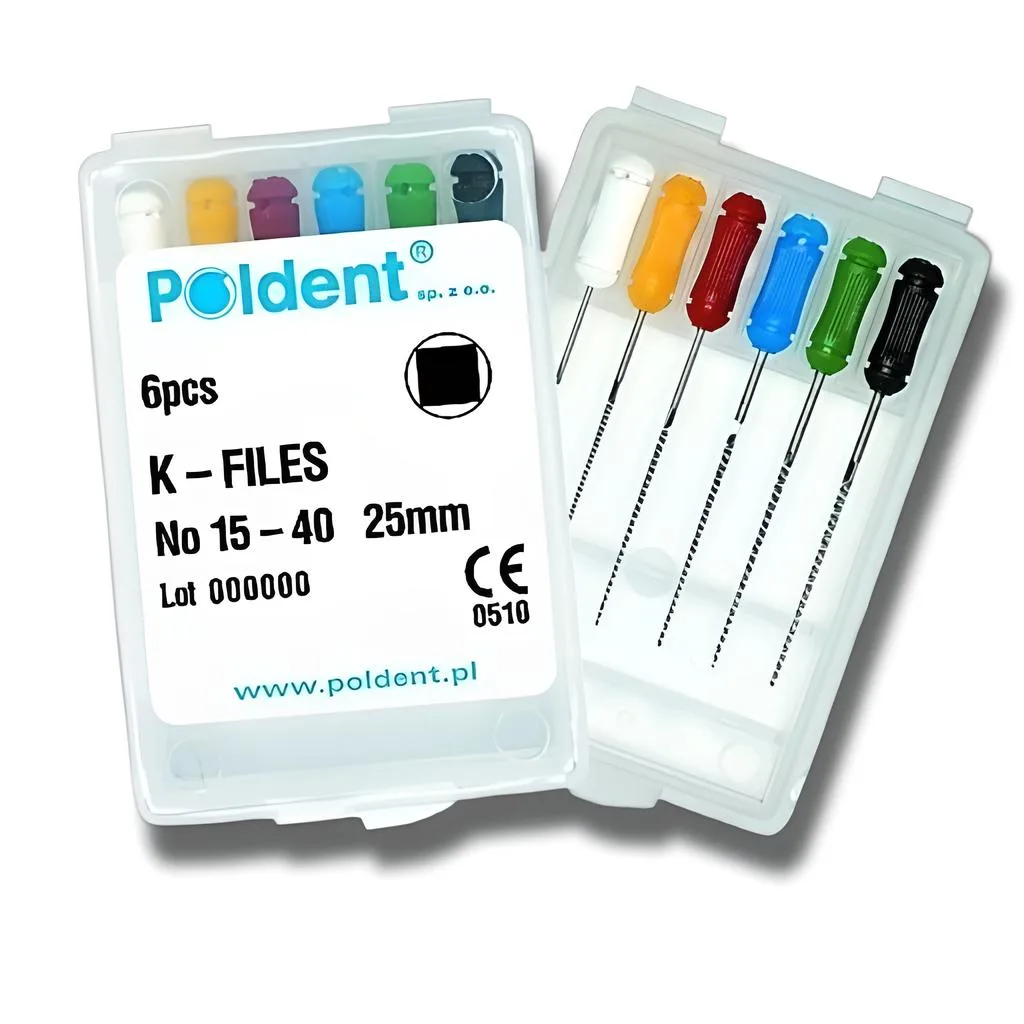 Poldent®
sp. z o.o.
6pcs
K – FILES
No 15 – 40 25mm
Lot 000000
CE
0510
www.poldent.pl